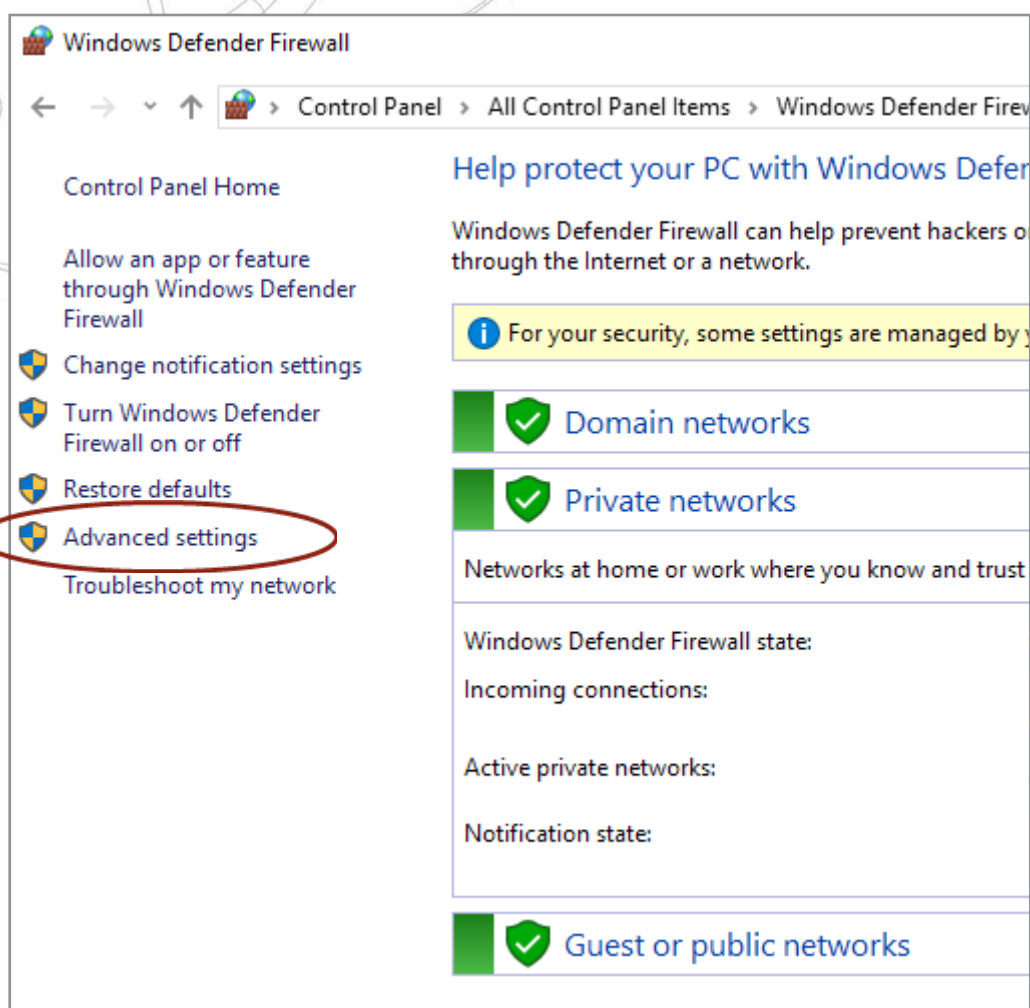 Windows Defender Firewall
Control Panel > All Control Panel Items > Windows Defender
Control Panel Home
Allow an app or feature
through Windows Defender
Firewall
Change notification settings
Turn Windows Defender
Firewall on or off
Restore defaults
Advanced settings
Troubleshoot my network
Help protect your PC with Windows
Windows Defender Firewall can help prevent hackers
through the Internet or a network.
For your security, some settings are managed by
Domain networks
Private networks
Networks at home or work where you know and trust
Windows Defender Firewall state:
Incoming connections:
Active private networks:
Notification state:
Guest or public networks